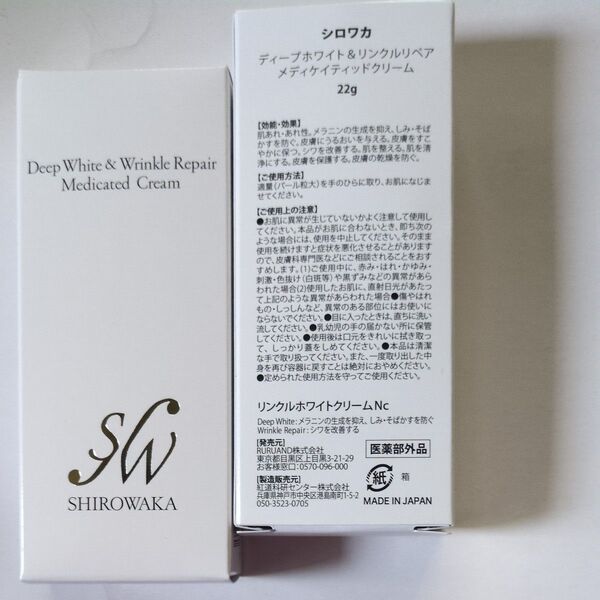 Deep White & Wrinkle Repair
Medicated Cream
SW
SHIROWAKA
シロワカ
ディープホワイト＆リンクルリペア
メディケイティッドクリーム
22g
【効能・効果】
肌あれ・あれ性。メラニンの生成を抑え、しみ・そば
かすを防ぐ。皮膚にうるおいを与える。皮膚をすこ
やかに保つ。シワを改善する。肌を整える。肌を清
浄にする。皮膚を保護する。皮膚の乾燥を防ぐ。
【ご使用方法】
適量（パール粒大）を手のひらに取り、お肌になじま
せてください。
【ご使用上の注意】
●お肌に異常が生じていないかよく注意して使用し
てください。本品がお肌に合わないとき、即ち次の
ような場合には、使用を中止してください。そのまま
使用を続けますと症状を悪化させることがあります
ので、皮膚科専門医などにご相談されることをおす
すめします。(1)ご使用中に、赤み・はれ・かゆみ・
刺激・色抜け（白斑等）や黒ずみなどの異常があら
われた場合(2)使用したお肌に、直射日光があたっ
て上記のような異常があらわれた場合●傷やはれ
もの・しっしんなど、異常のある部位にはお使いに
ならないでください。●目に入ったときは、直ちに洗い
流してください。●乳幼児の手の届かない所に保管
してください。●使用後は口元をきれいに拭き取っ
て、しっかり蓋をしめてください。●本品は清潔
な手で取り扱ってください。また、一度取り出した中
身を再び容器に戻すことは絶対におやめください。
●定められた使用方法を守ってご使用ください。
リンクルホワイトクリームNc
Deep White：メラニンの生成を抑え、しみ・そばかすを防ぐ
Wrinkle Repair：シワを改善する
【発売元】
RURUAND株式会社
東京都目黒区上目黒3-21-29
お客様窓口：0570-096-000
【製造販売元】
紅道科研センター株式会社
兵庫県神戸市中央区港島南町1-5-2
050-3523-0705
医薬部外品
紙
箱
MADE IN JAPAN